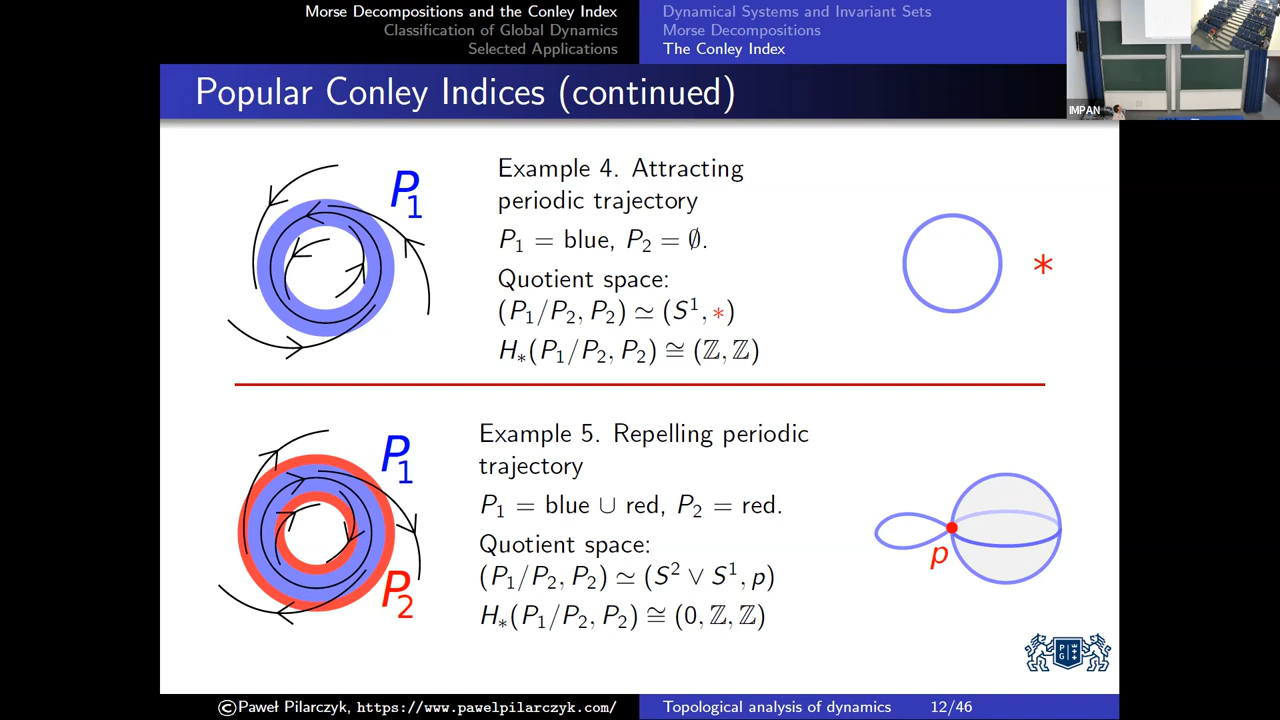 Morse Decompositions and the Conley Index
Classification of Global Dynamics
Selected Applications
Dynamical Systems and Invariant Sets
Morse Decompositions
The Conley Index
IMPAN
Popular Conley Indices (continued)
P₁
Example 4. Attracting
periodic trajectory
P₁ = blue, P₂ = ∅.
Quotient space:
(P₁/P₂, P₂) ≃ (S¹, *)
H∗(P₁/P₂, P₂) ≅ (ℤ, ℤ)
*
P₁
P₂
Example 5. Repelling periodic
trajectory
P₁ = blue ∪ red, P₂ = red.
Quotient space:
(P₁/P₂, P₂) ≃ (S² ∨ S¹, p)
H∗(P₁/P₂, P₂) ≅ (0, ℤ, ℤ)
p
P G
©Paweł Pilarczyk, https://www.pawelpilarczyk.com/
Topological analysis of dynamics
12/46